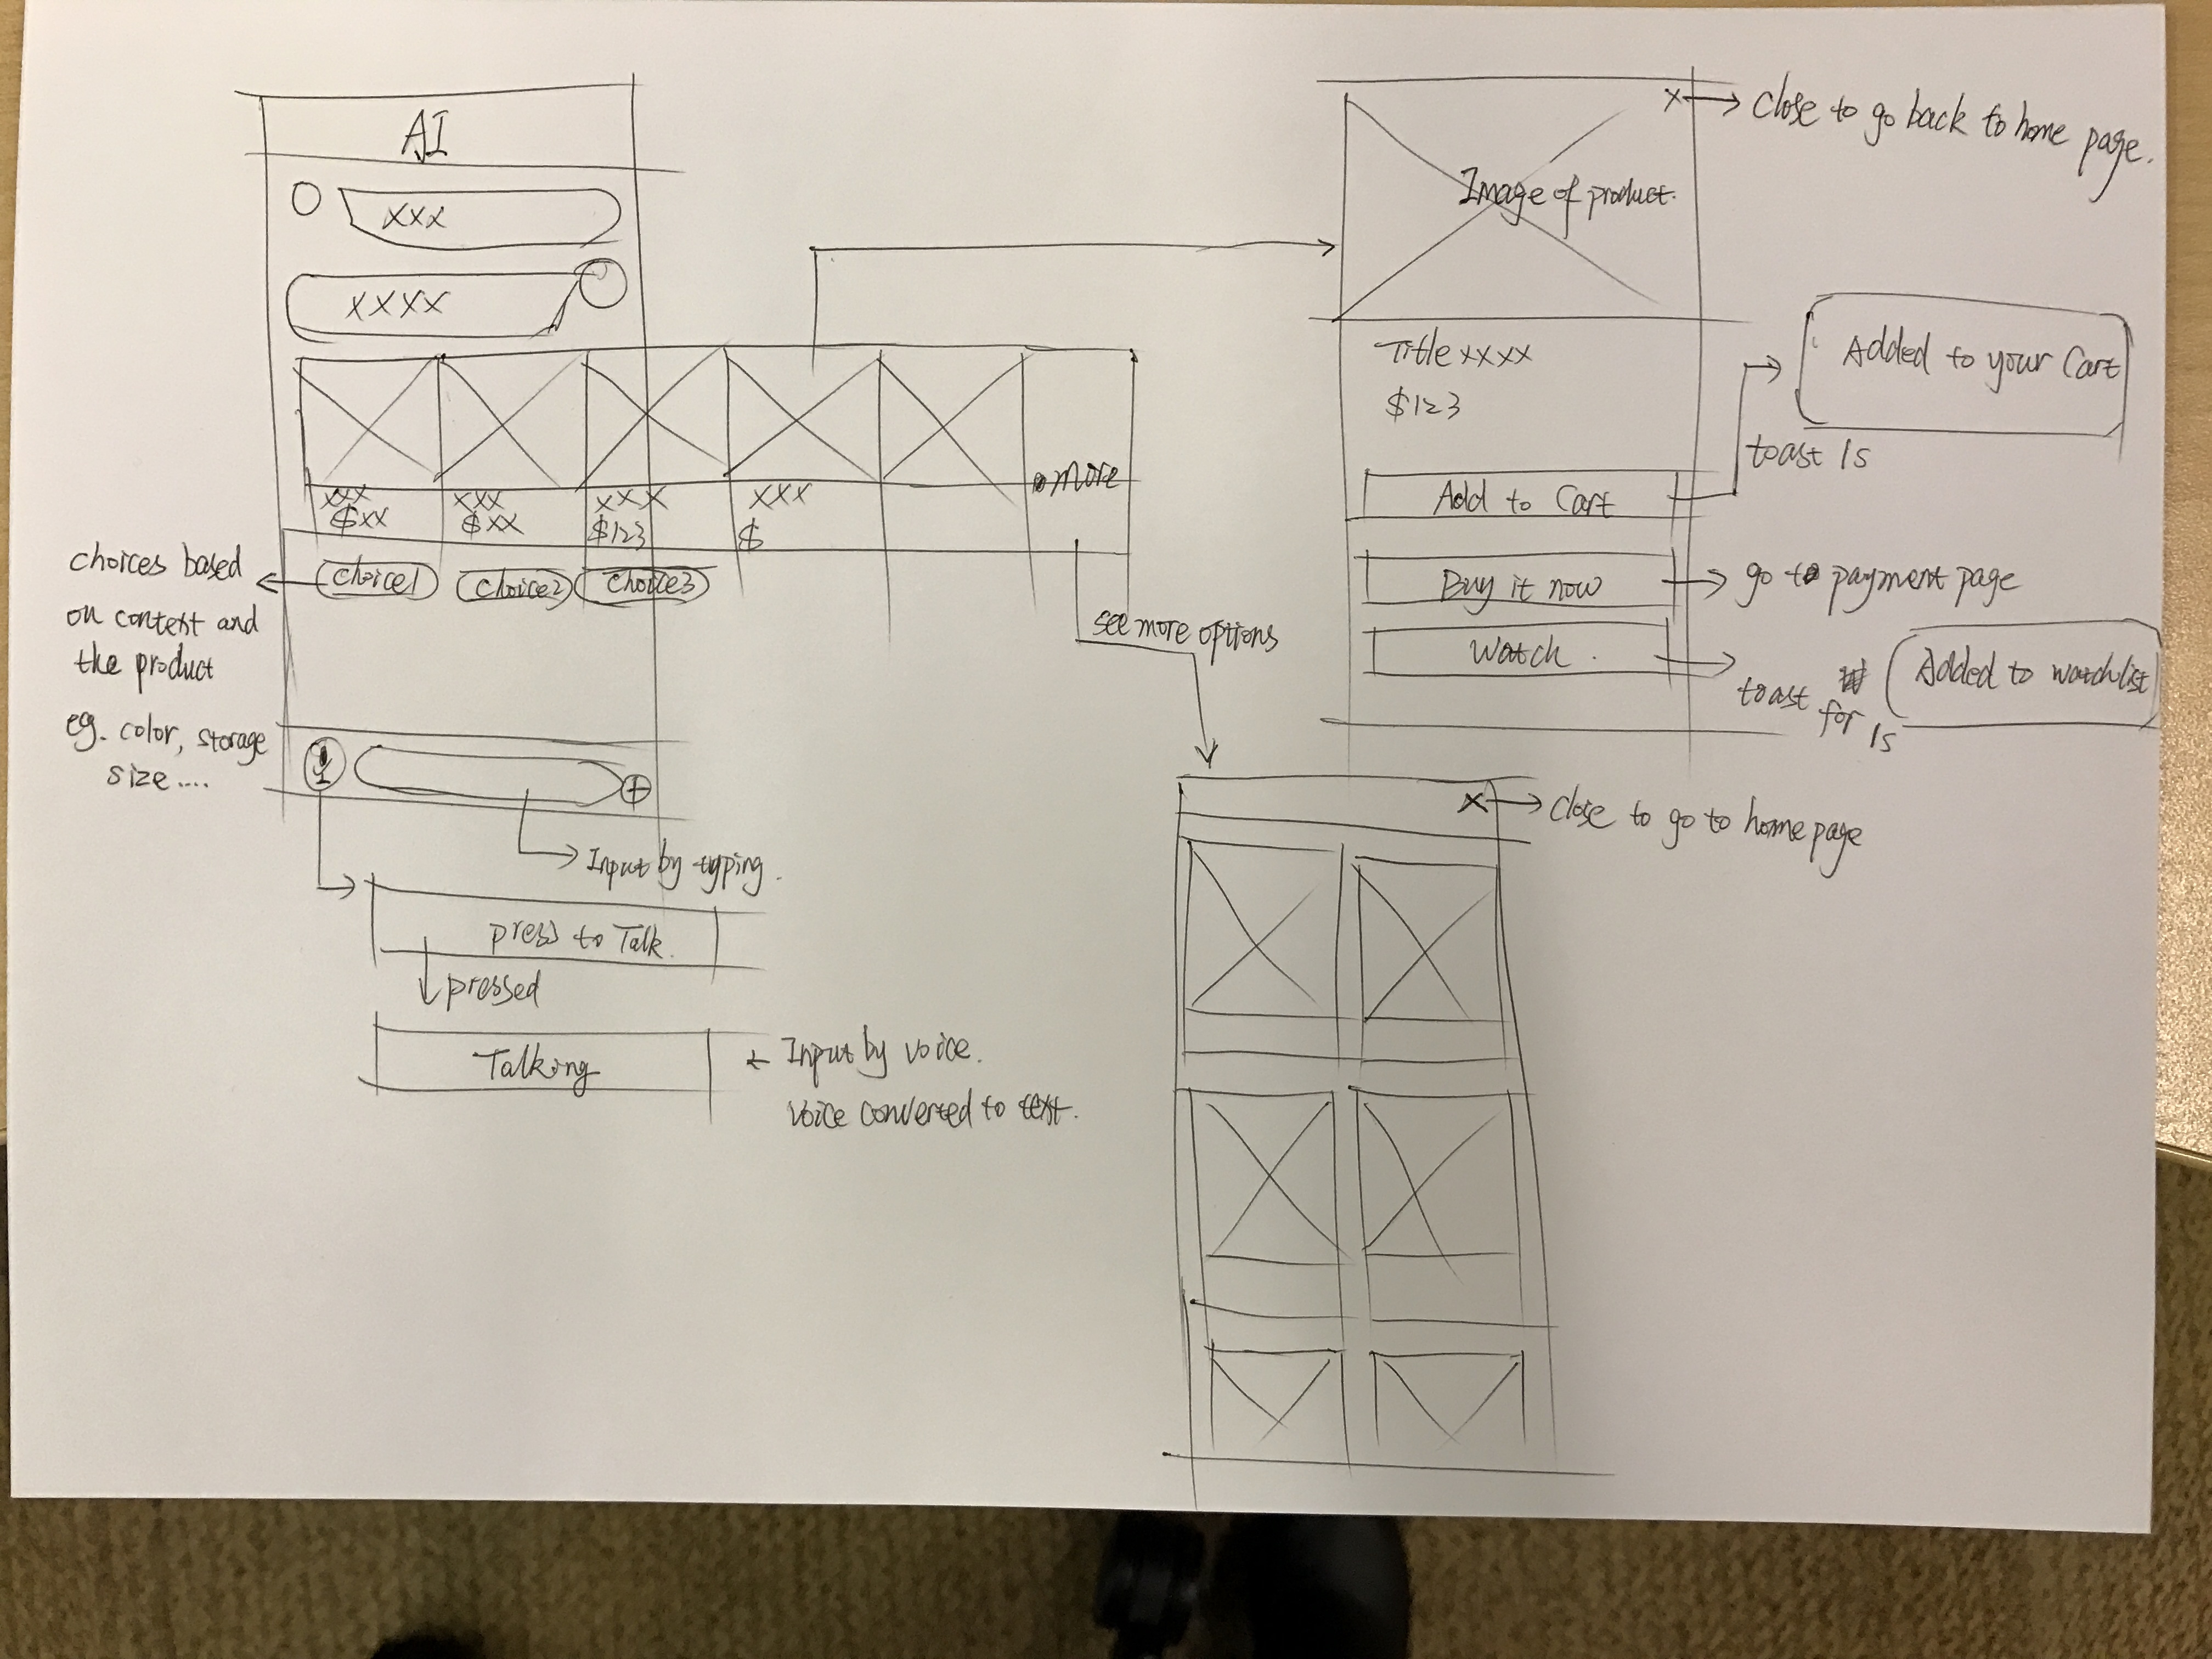 AI
xxx
xxxx
xxx
$xx
xxx
$xx
xxx
$123
xxx
$
more
choice1
choice2
choice3
choices based
on context and
the product
eg. color, storage
size ....
Input by typing.
press to Talk.
pressed
Talking
Input by voice.
voice converted to text.
see more options
x
close to go back to home page.
Image of product.
Title xxxx
$123
Add to Cart
toast 1s
Added to your Cart
Buy it now
go to payment page
Watch.
toast
for 1s
Added to watchlist
x
Close to go to homepage